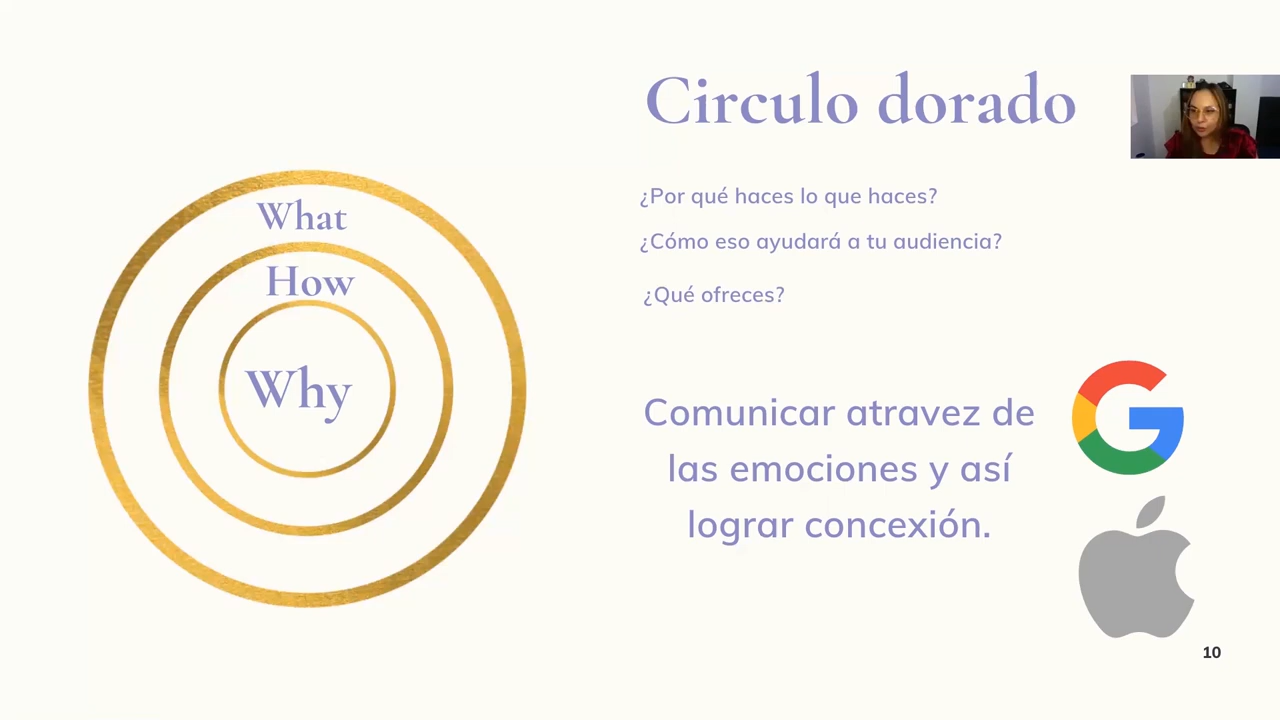 Circulo dorado
¿Por qué haces lo que haces?
¿Cómo eso ayudará a tu audiencia?
¿Qué ofreces?
What
How
Why
Comunicar atravez de
las emociones y así
lograr concexión.
10